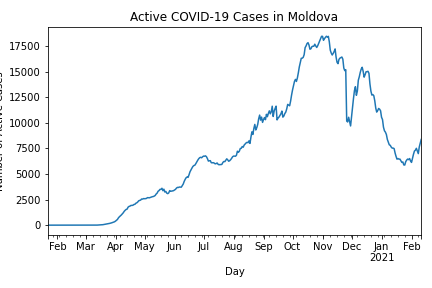 Active COVID-19 Cases in Moldova
17500
15000
12500
10000
7500
5000
2500
0
Feb Mar Apr May Jun Jul Aug Sep Oct Nov Dec Jan Feb
2021
Day
Number of Active Cases